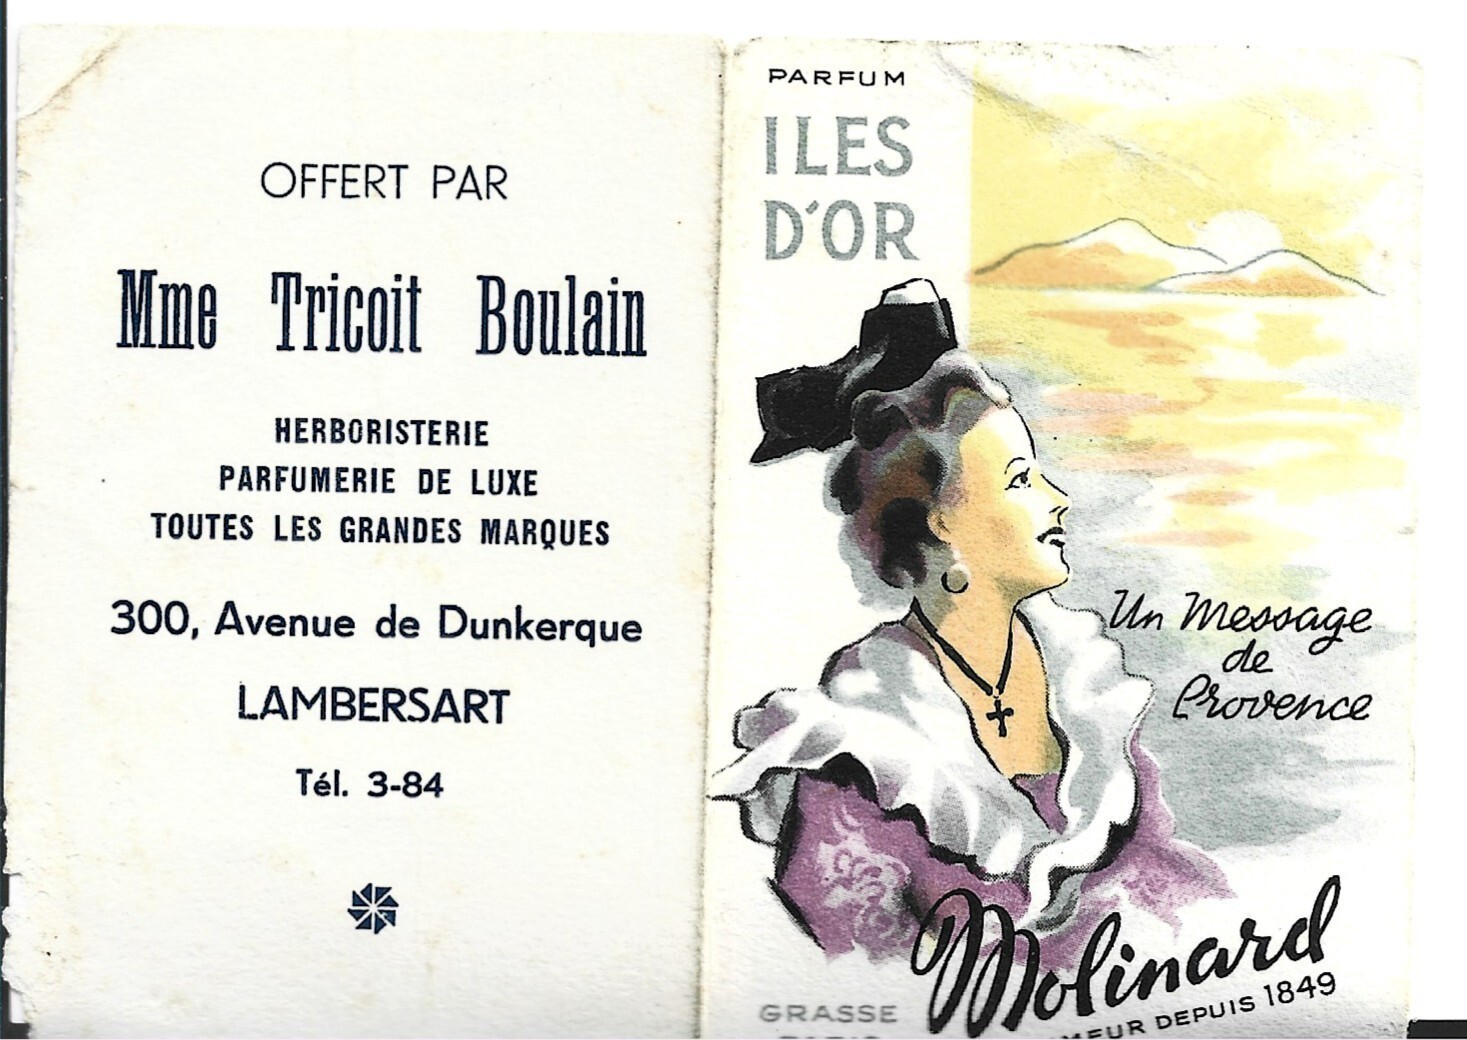 OFFERT PAR
Mme Tricoit Boulain
HERBORISTERIE
PARFUMERIE DE LUXE
TOUTES LES GRANDES MARQUES
300, Avenue de Dunkerque
LAMBERSART
Tél. 3-84
PARFUM
ILES
D'OR
Un Message
de
Provence
Molinard
DEPUIS 1849
GRASSE